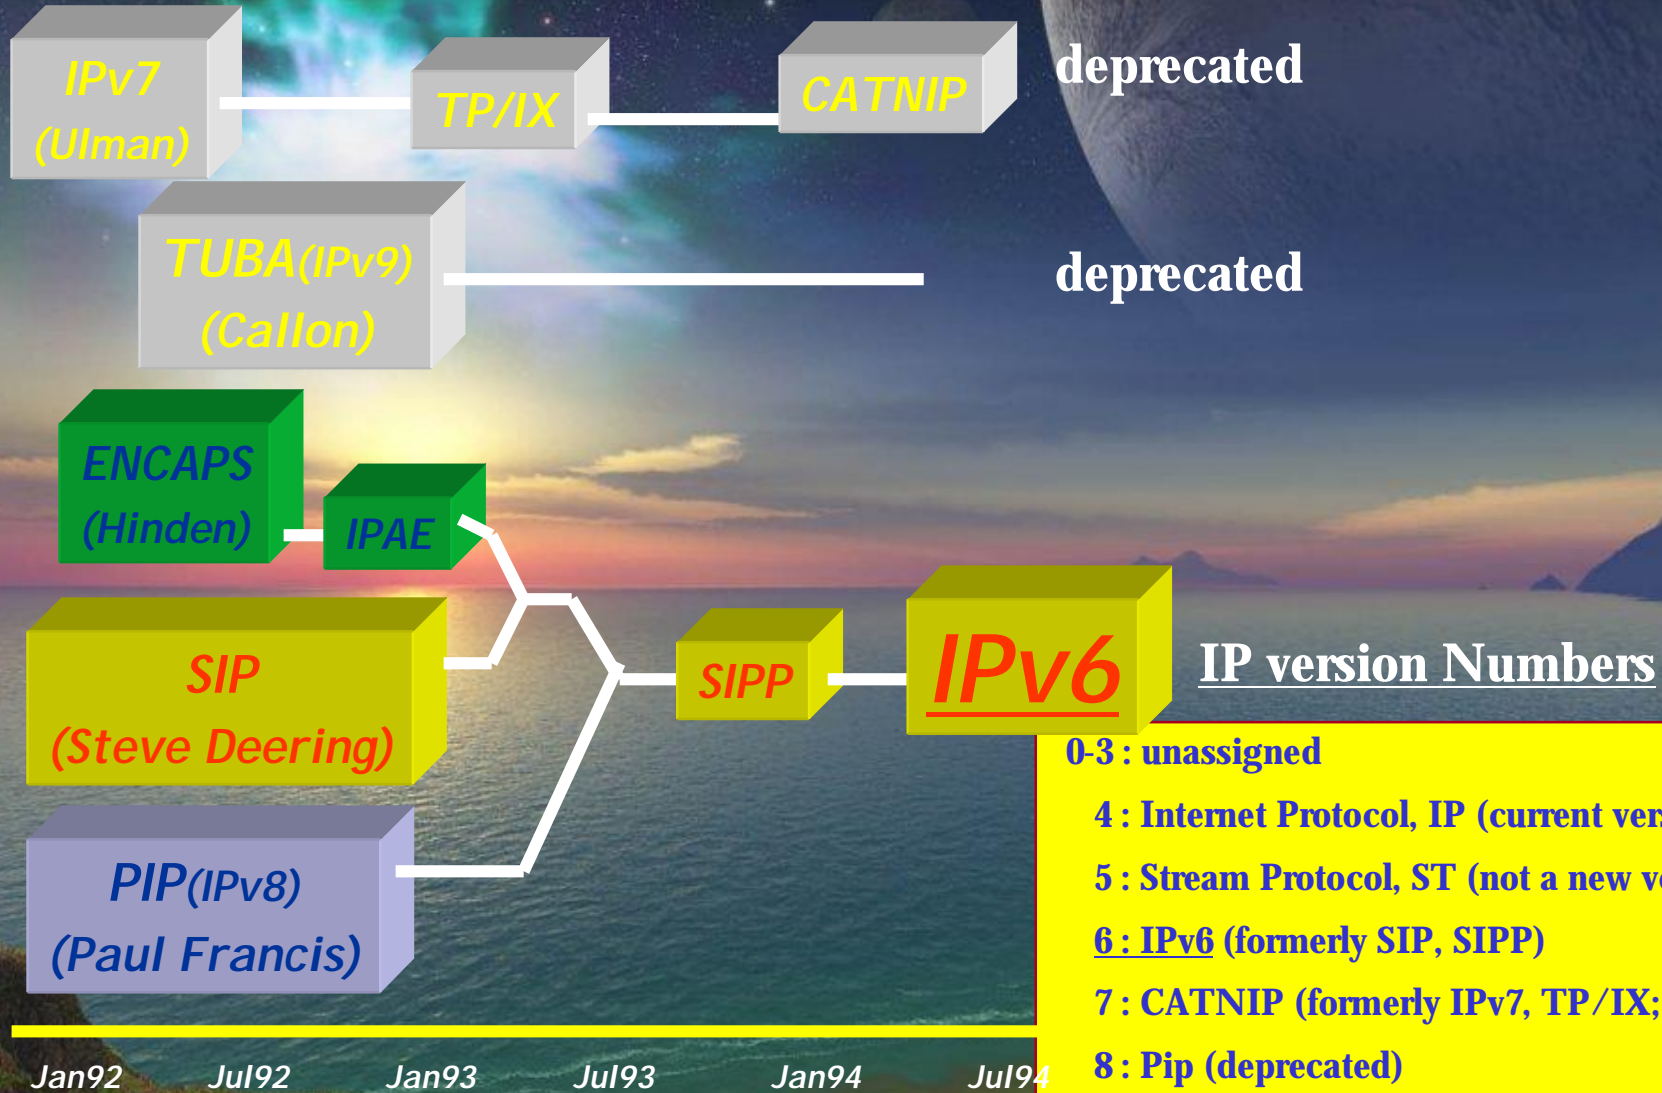 IPv7
(Ulman)
TP/IX
CATNIP
deprecated
TUBA(IPv9)
(Callon)
deprecated
ENCAPS
(Hinden)
IPAE
SIP
(Steve Deering)
SIPP
IPv6
PIP(IPv8)
(Paul Francis)
IP version Numbers
0-3 : unassigned
4 : Internet Protocol, IP (current
5 : Stream Protocol, ST (not a new
6 : IPv6 (formerly SIP, SIPP)
7 : CATNIP (formerly IPv7, TP/IX;
8 : Pip (deprecated)
Jan92 Jul92 Jan93 Jul93 Jan94 Jul94